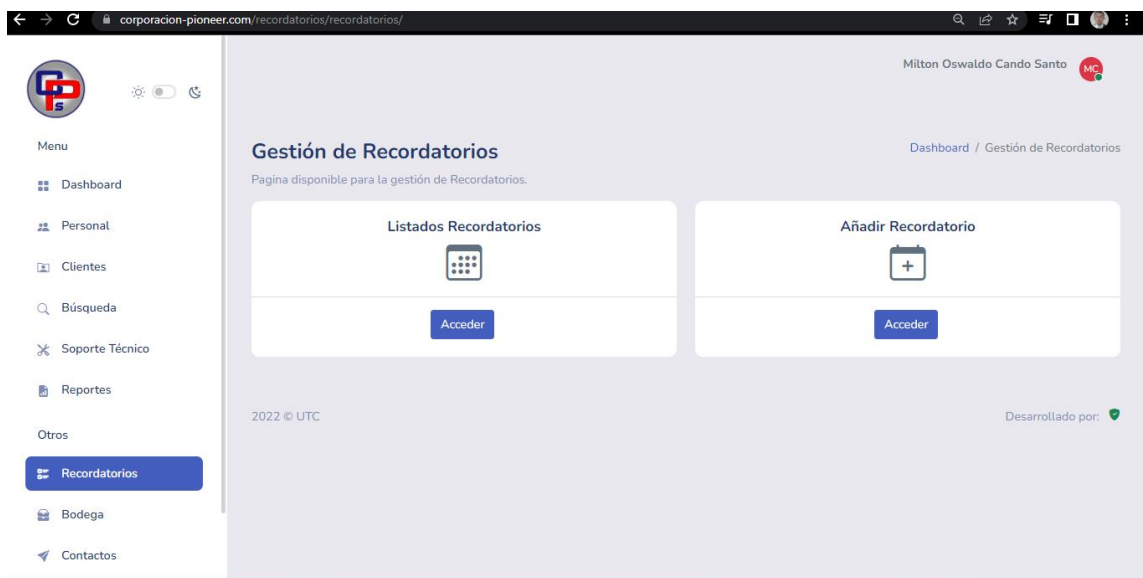 corporacion-pioneer.com/recordatorios/recordatorios/
CPPs
Milton Oswaldo Cando Santo MC
Menu
Dashboard
Personal
Clientes
Búsqueda
Soporte Técnico
Reportes
Otros
Recordatorios
Bodega
Contactos
Gestión de Recordatorios
Dashboard / Gestión de Recordatorios
Pagina disponible para la gestión de Recordatorios.
Listados Recordatorios
Acceder
Añadir Recordatorio
Acceder
2022 © UTC
Desarrollado por: